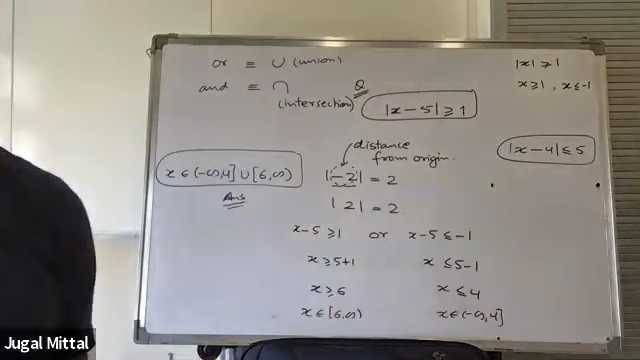 or ≡ ∪ (union)
and ≡ ∩ (intersection)
Q
|x-5| ≥ 1
|x| ≥ 1
x ≥ 1 , x ≤ -1
|x-4| ≤ 5
distance from origin.
x ∈ (-∞,4] ∪ [6,∞)
Ans
|-2| = 2
|2| = 2
x-5 ≥ 1 or x-5 ≤ -1
x ≥ 5+1 x ≤ 5-1
x ≥ 6 x ≤ 4
x ∈ [6,∞) x ∈ (-∞,4]
Jugal Mittal